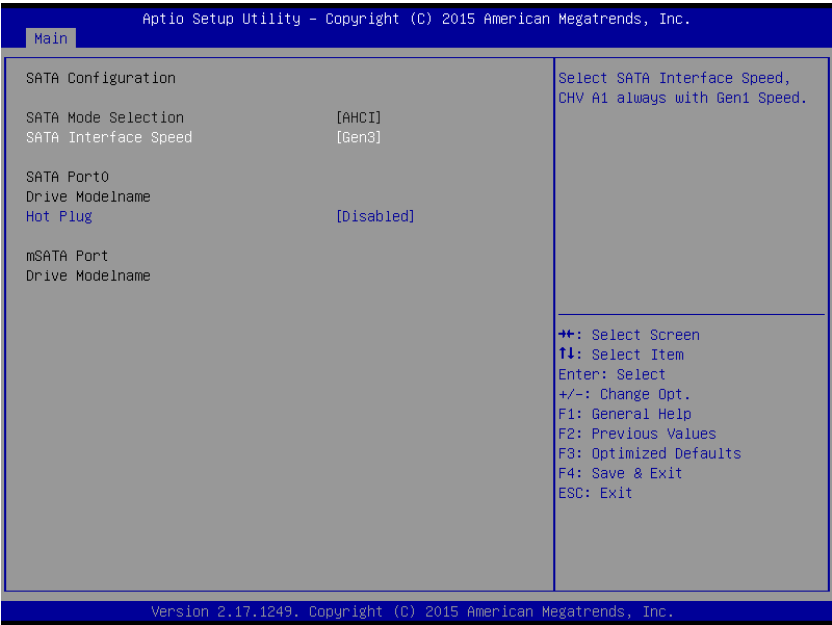 Aptio Setup Utility – Copyright (C) 2015 American Megatrends, Inc.
Main
SATA Configuration
SATA Mode Selection [AHCI]
SATA Interface Speed [Gen3]
SATA Port0
Drive Modelname
Hot Plug [Disabled]
mSATA Port
Drive Modelname
Select SATA Interface Speed,
CHV A1 always with Gen1 Speed.
→←: Select Screen
↑↓: Select Item
Enter: Select
+/-: Change Opt.
F1: General Help
F2: Previous Values
F3: Optimized Defaults
F4: Save & Exit
ESC: Exit
Version 2.17.1249. Copyright (C) 2015 American Megatrends, Inc.